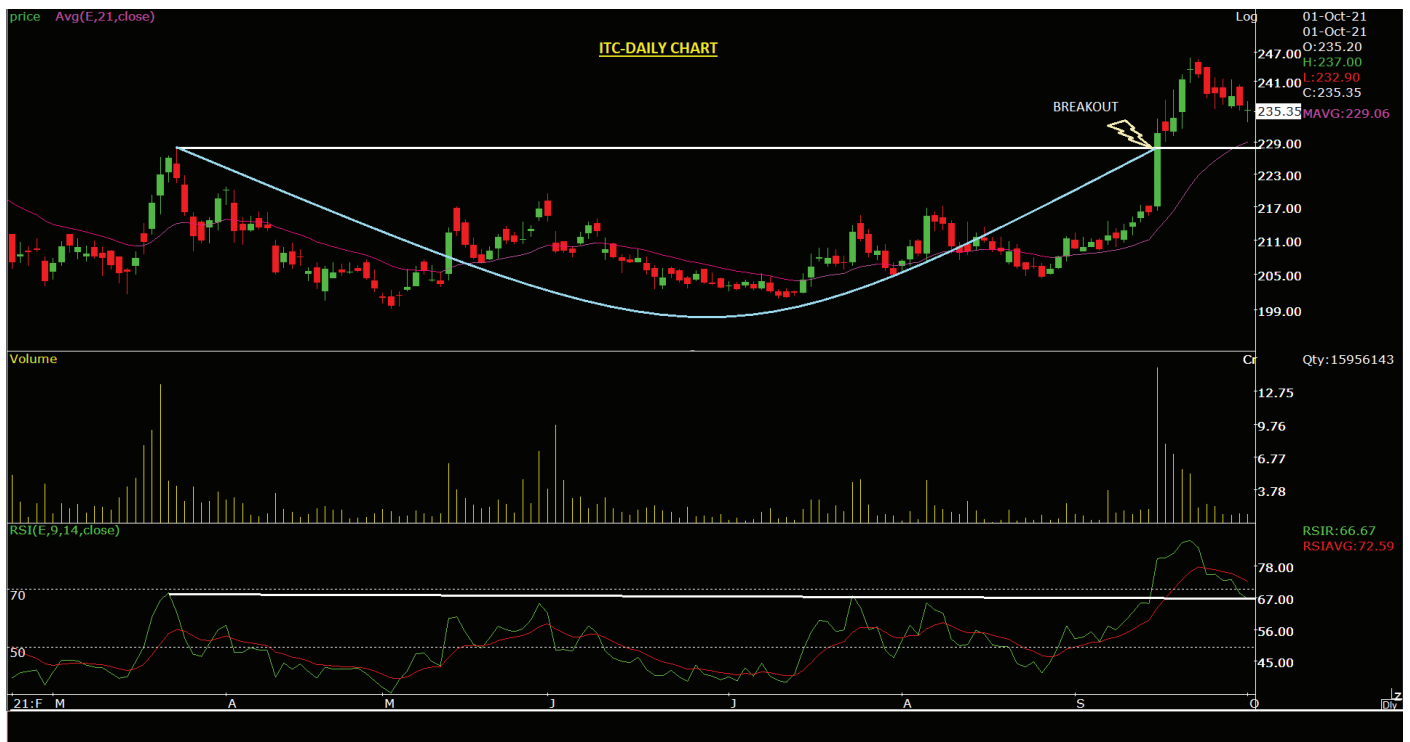 price Avg(E,21,close)
Log
01-Oct-21
01-Oct-21
ITC-DAILY CHART
O:235.20
H:237.00
L:232.90
C:235.35
MAVG:229.06
247.00
241.00
235.35
229.00
223.00
217.00
211.00
205.00
199.00
BREAKOUT
Volume
Cr
Qty:15956143
12.75
9.76
6.77
3.78
RSI(E,9,14,close)
RSIR:66.67
RSIAVG:72.59
78.00
70
67.00
56.00
50
45.00
21:F M A M J J A S O
Z
Dly